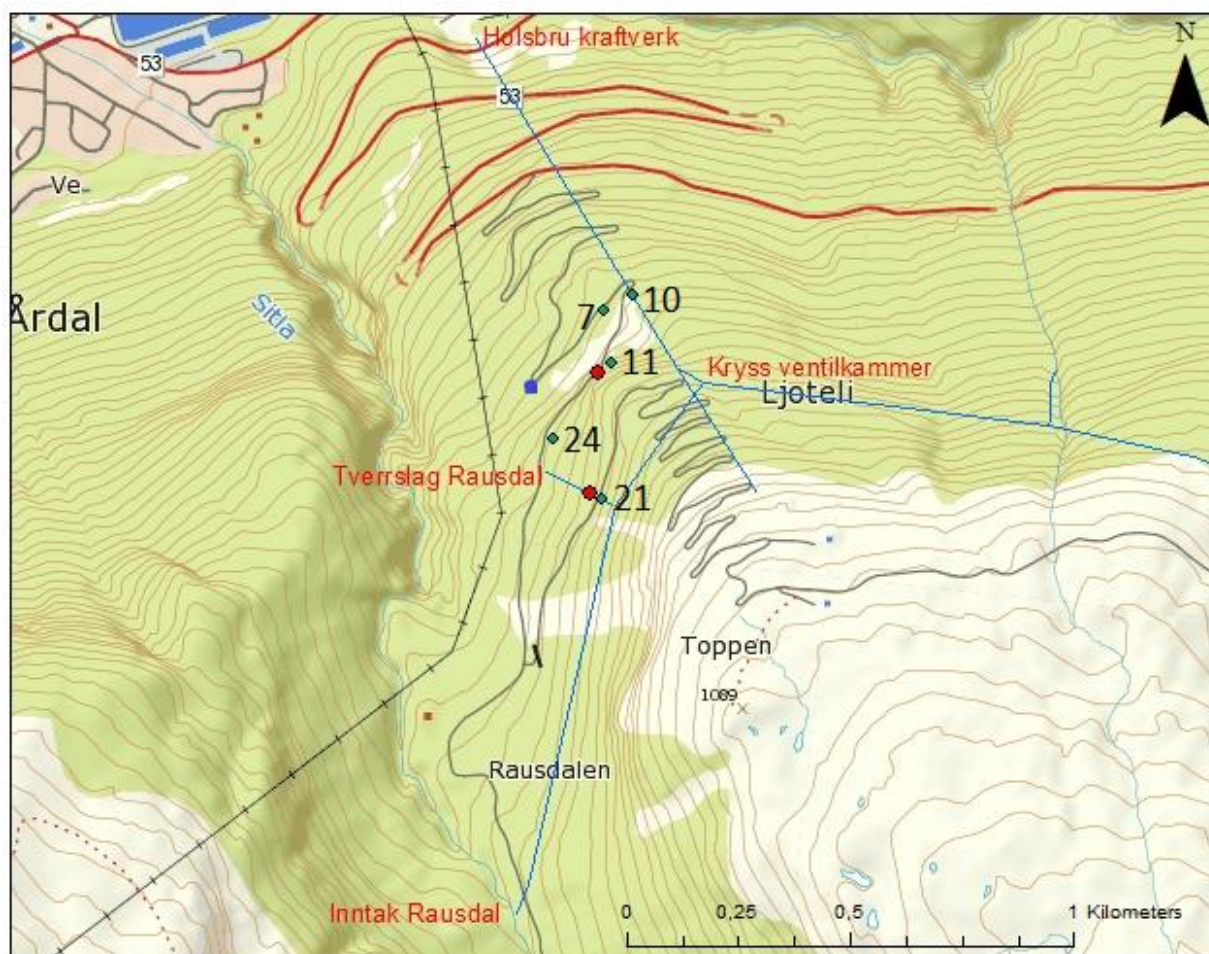 Holsbru kraftverk
N
53
53
Ve
Årdal
Sitla
10
7
11
Kryss ventilkammer
Ljoteli
24
Tverrslag Rausdal
21
Toppen
1089
Rausdalen
Inntak Rausdal
0 0,25 0,5 1 Kilometers